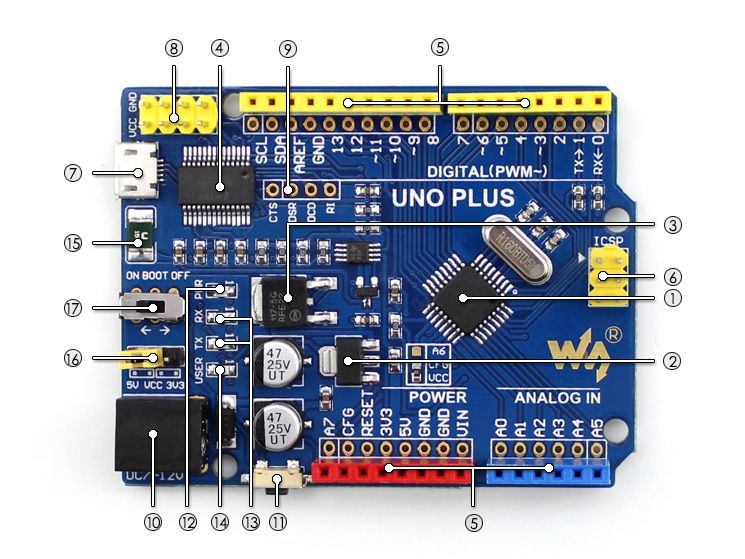 ⑧ ④ ⑨ ⑤
VCC GND
SCL SDA AREF GND 13 12 ~11 ~10 ~9 8
7 ~6 ~5 4 ~3 2 TX→1 RX←0
DIGITAL(PWM~)
⑦
CTS DSR DCD RI
UNO PLUS
③
⑮
ICSP
⑥
ON BOOT OFF
⑰
PWR
RX
TX
USER
117-5G
①
®
⑯
5V VCC 3V3
47
25V
UT
②
A6
CFG
VCC
POWER
ANALOG IN
A7 CFG RESET 3V3 5V GND GND VIN
A0 A1 A2 A3 A4 A5
47
25V
UT
DC7-12V
⑩ ⑫ ⑭ ⑬ ⑪ ⑤